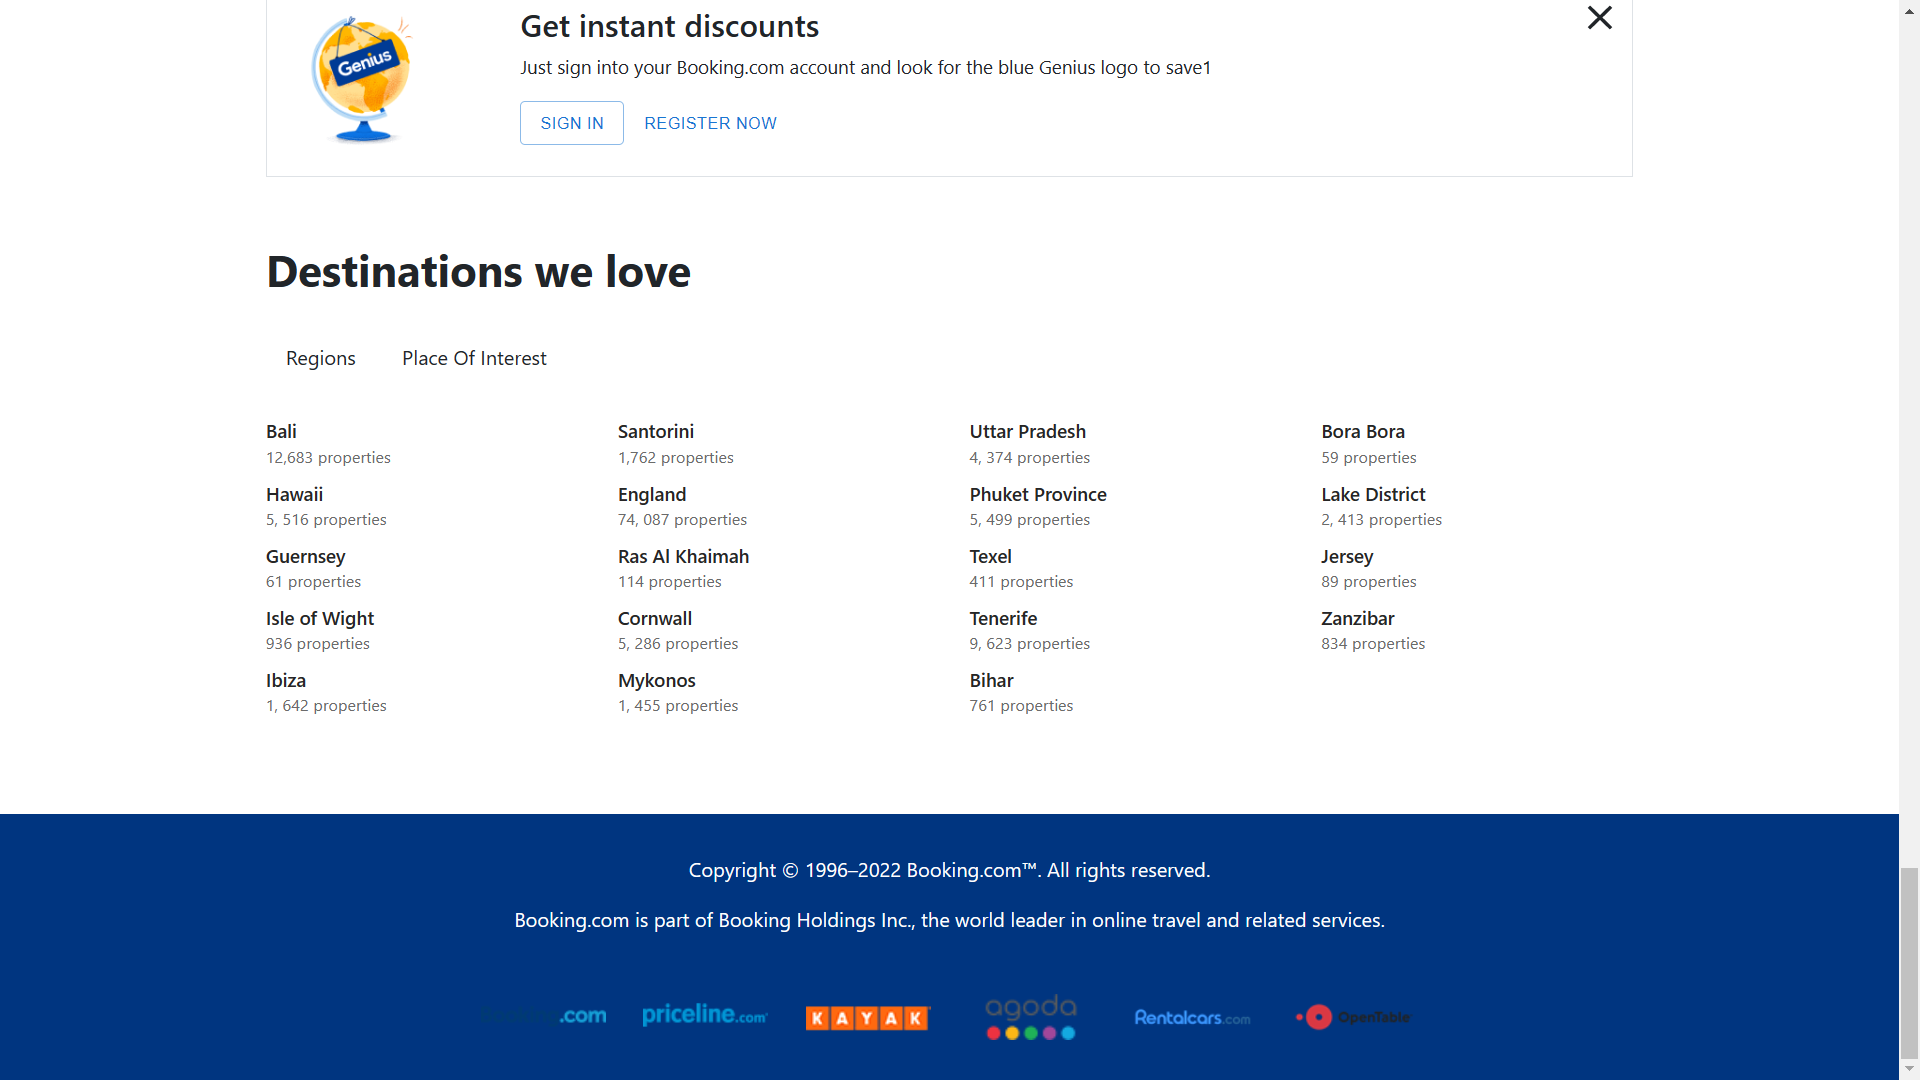 Get instant discounts
Just sign into your Booking.com account and look for the blue Genius logo to save1
Genius
SIGN IN
REGISTER NOW
Destinations we love
Regions
Place Of Interest
Bali
12,683 properties
Santorini
1,762 properties
Uttar Pradesh
4, 374 properties
Bora Bora
59 properties
Hawaii
5, 516 properties
England
74, 087 properties
Phuket Province
5, 499 properties
Lake District
2, 413 properties
Guernsey
61 properties
Ras Al Khaimah
114 properties
Texel
411 properties
Jersey
89 properties
Isle of Wight
936 properties
Cornwall
5, 286 properties
Tenerife
9, 623 properties
Zanzibar
834 properties
Ibiza
1, 642 properties
Mykonos
1, 455 properties
Bihar
761 properties
Copyright © 1996–2022 Booking.com™. All rights reserved.
Booking.com is part of Booking Holdings Inc., the world leader in online travel and related services.
.com
priceline.com
KAYAK
agoda
Rentalcars.com
OpenTable